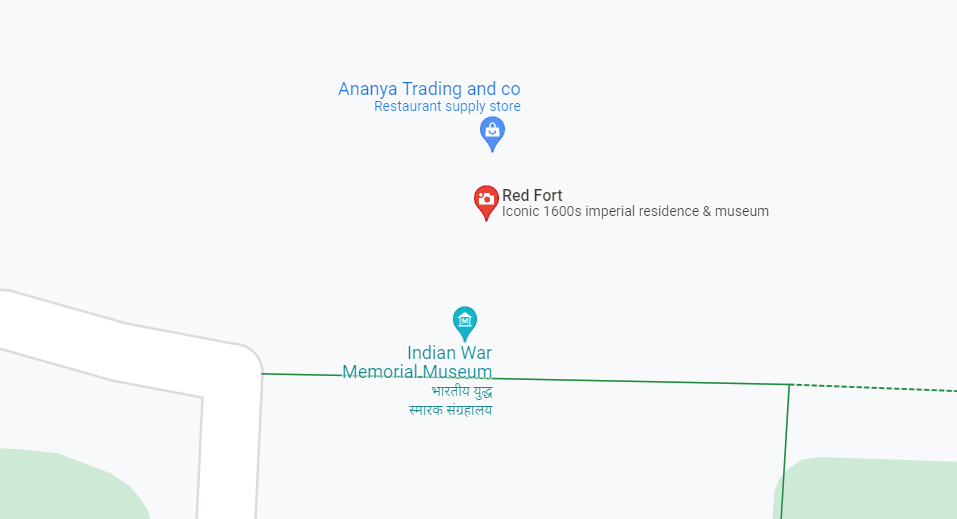 Ananya Trading and co
Restaurant supply store
Red Fort
Iconic 1600s imperial residence & museum
Indian War
Memorial Museum
भारतीय युद्ध
स्मारक संग्रहालय